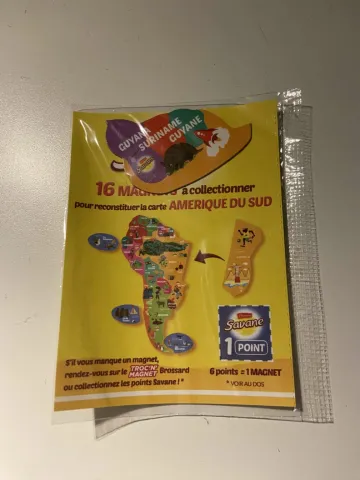 GUYANA
SURINAME
GUYANE
16 MAGNETS à collectionner
pour reconstituer la carte AMERIQUE DU SUD
Savane
1 POINT
S'il vous manque un magnet,
rendez-vous sur le TROC'N' MAGNET Brossard
ou collectionnez les points Savane ! *
6 points = 1 MAGNET
* VOIR AU DOS